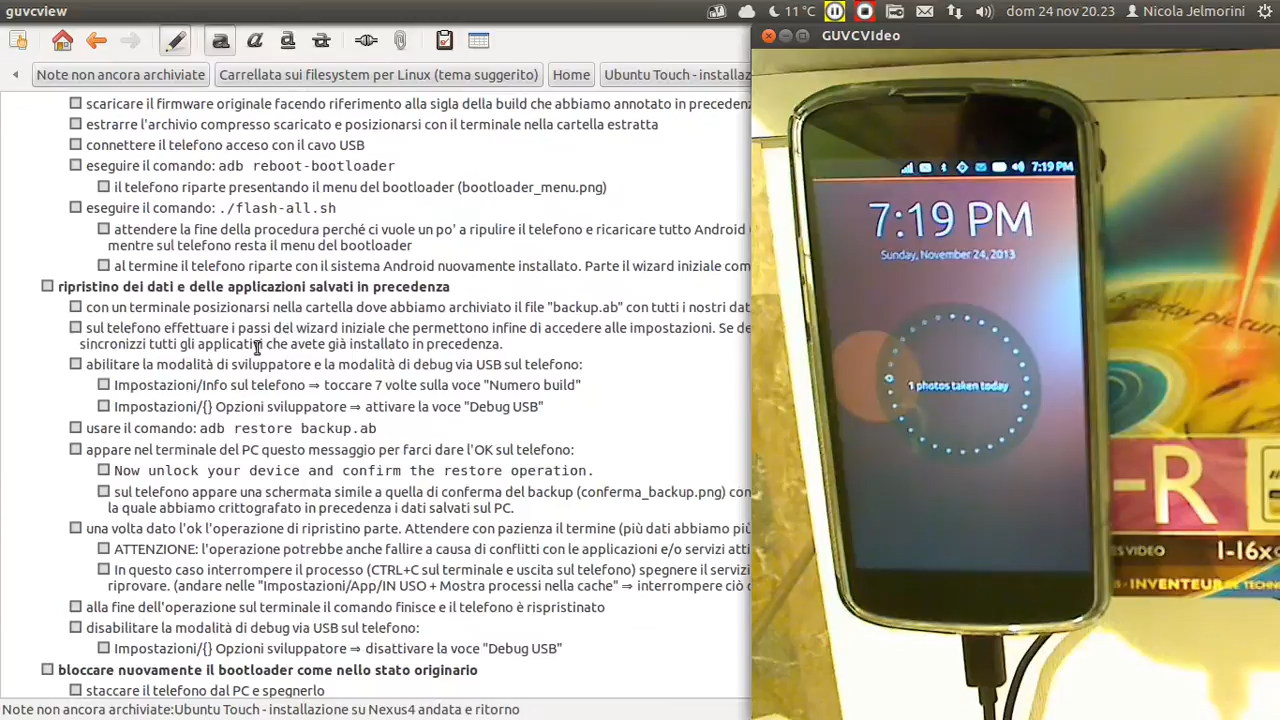 guvcview
11 °C
dom 24 nov 20.23
Nicola Jelmorini
GUVCVIdeo
Note non ancora archiviate
Carrellata sui filesystem per Linux (tema suggerito)
Home
Ubuntu Touch - installaz
scaricare il firmware originale facendo riferimento alla sigla della build che abbiamo annotato in precedenz
estrarre l'archivio compresso scaricato e posizionarsi con il terminale nella cartella estratta
connettere il telefono acceso con il cavo USB
eseguire il comando: adb reboot-bootloader
il telefono riparte presentando il menu del bootloader (bootloader_menu.png)
eseguire il comando: ./flash-all.sh
attendere la fine della procedura perché ci vuole un po' a ripulire il telefono e ricaricare tutto Android
mentre sul telefono resta il menu del bootloader
al termine il telefono riparte con il sistema Android nuovamente installato. Parte il wizard iniziale com
ripristino dei dati e delle applicazioni salvati in precedenza
con un terminale posizionarsi nella cartella dove abbiamo archiviato il file "backup.ab" con tutti i nostri dat
sul telefono effettuare i passi del wizard iniziale che permettono infine di accedere alle impostazioni. Se de
sincronizzi tutti gli applicativi che avete già installato in precedenza.
abilitare la modalità di sviluppatore e la modalità di debug via USB sul telefono:
Impostazioni/Info sul telefono ⇒ toccare 7 volte sulla voce "Numero build"
Impostazioni/{} Opzioni sviluppatore ⇒ attivare la voce "Debug USB"
usare il comando: adb restore backup.ab
appare nel terminale del PC questo messaggio per farci dare l'OK sul telefono:
Now unlock your device and confirm the restore operation.
sul telefono appare una schermata simile a quella di conferma del backup (conferma_backup.png) con
la quale abbiamo crittografato in precedenza i dati salvati sul PC.
una volta dato l'ok l'operazione di ripristino parte. Attendere con pazienza il termine (più dati abbiamo più
ATTENZIONE: l'operazione potrebbe anche fallire a causa di conflitti con le applicazioni e/o servizi atti
In questo caso interrompere il processo (CTRL+C sul terminale e uscita sul telefono) spegnere il servizi
riprovare. (andare nelle "Impostazioni/App/IN USO + Mostra processi nella cache" ⇒ interrompere ciò c
alla fine dell'operazione sul terminale il comando finisce e il telefono è rispristinato
disabilitare la modalità di debug via USB sul telefono:
Impostazioni/{} Opzioni sviluppatore ⇒ disattivare la voce "Debug USB"
bloccare nuovamente il bootloader come nello stato originario
staccare il telefono dal PC e spegnerlo
Note non ancora archiviate:Ubuntu Touch - installazione su Nexus4 andata e ritorno
7:19 PM
7:19 PM
Sunday, November 24, 2013
1 photos taken today
-R
VIDEO
1-16x
INVENTEUR